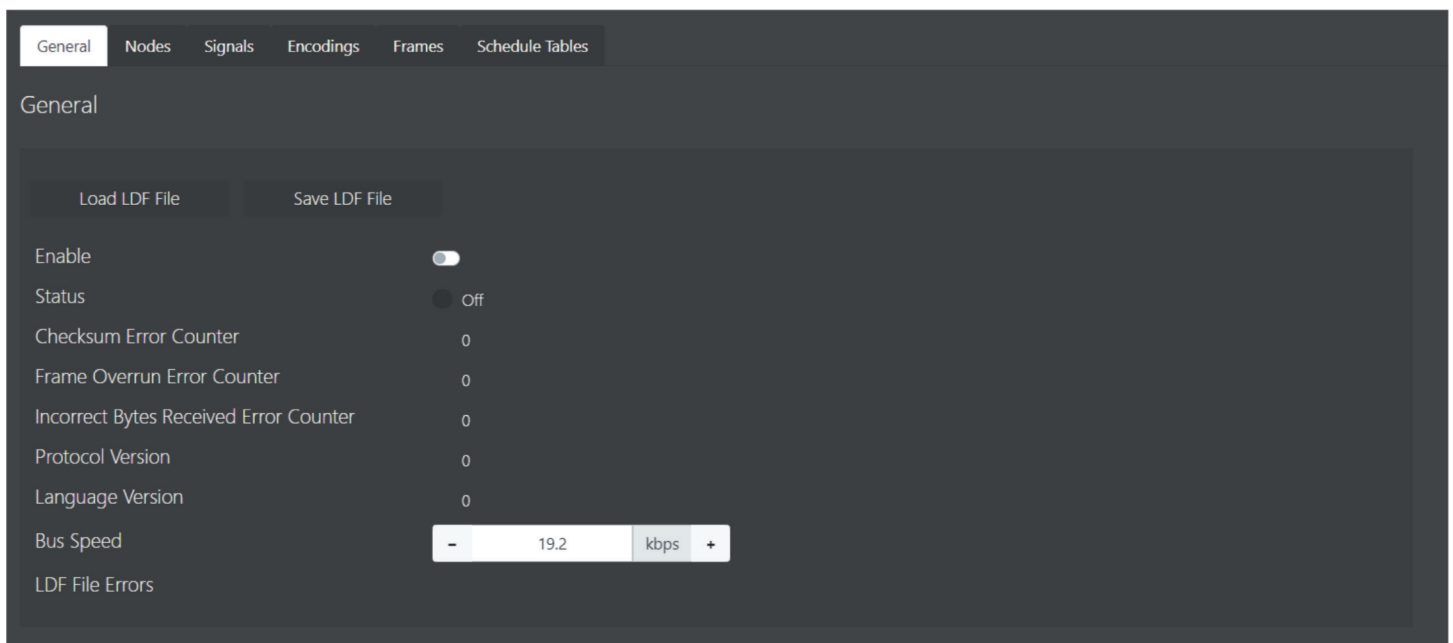 General Nodes Signals Encodings Frames Schedule Tables
General
Load LDF File Save LDF File
Enable
Status Off
Checksum Error Counter 0
Frame Overrun Error Counter 0
Incorrect Bytes Received Error Counter 0
Protocol Version 0
Language Version 0
Bus Speed - 19.2 kbps +
LDF File Errors